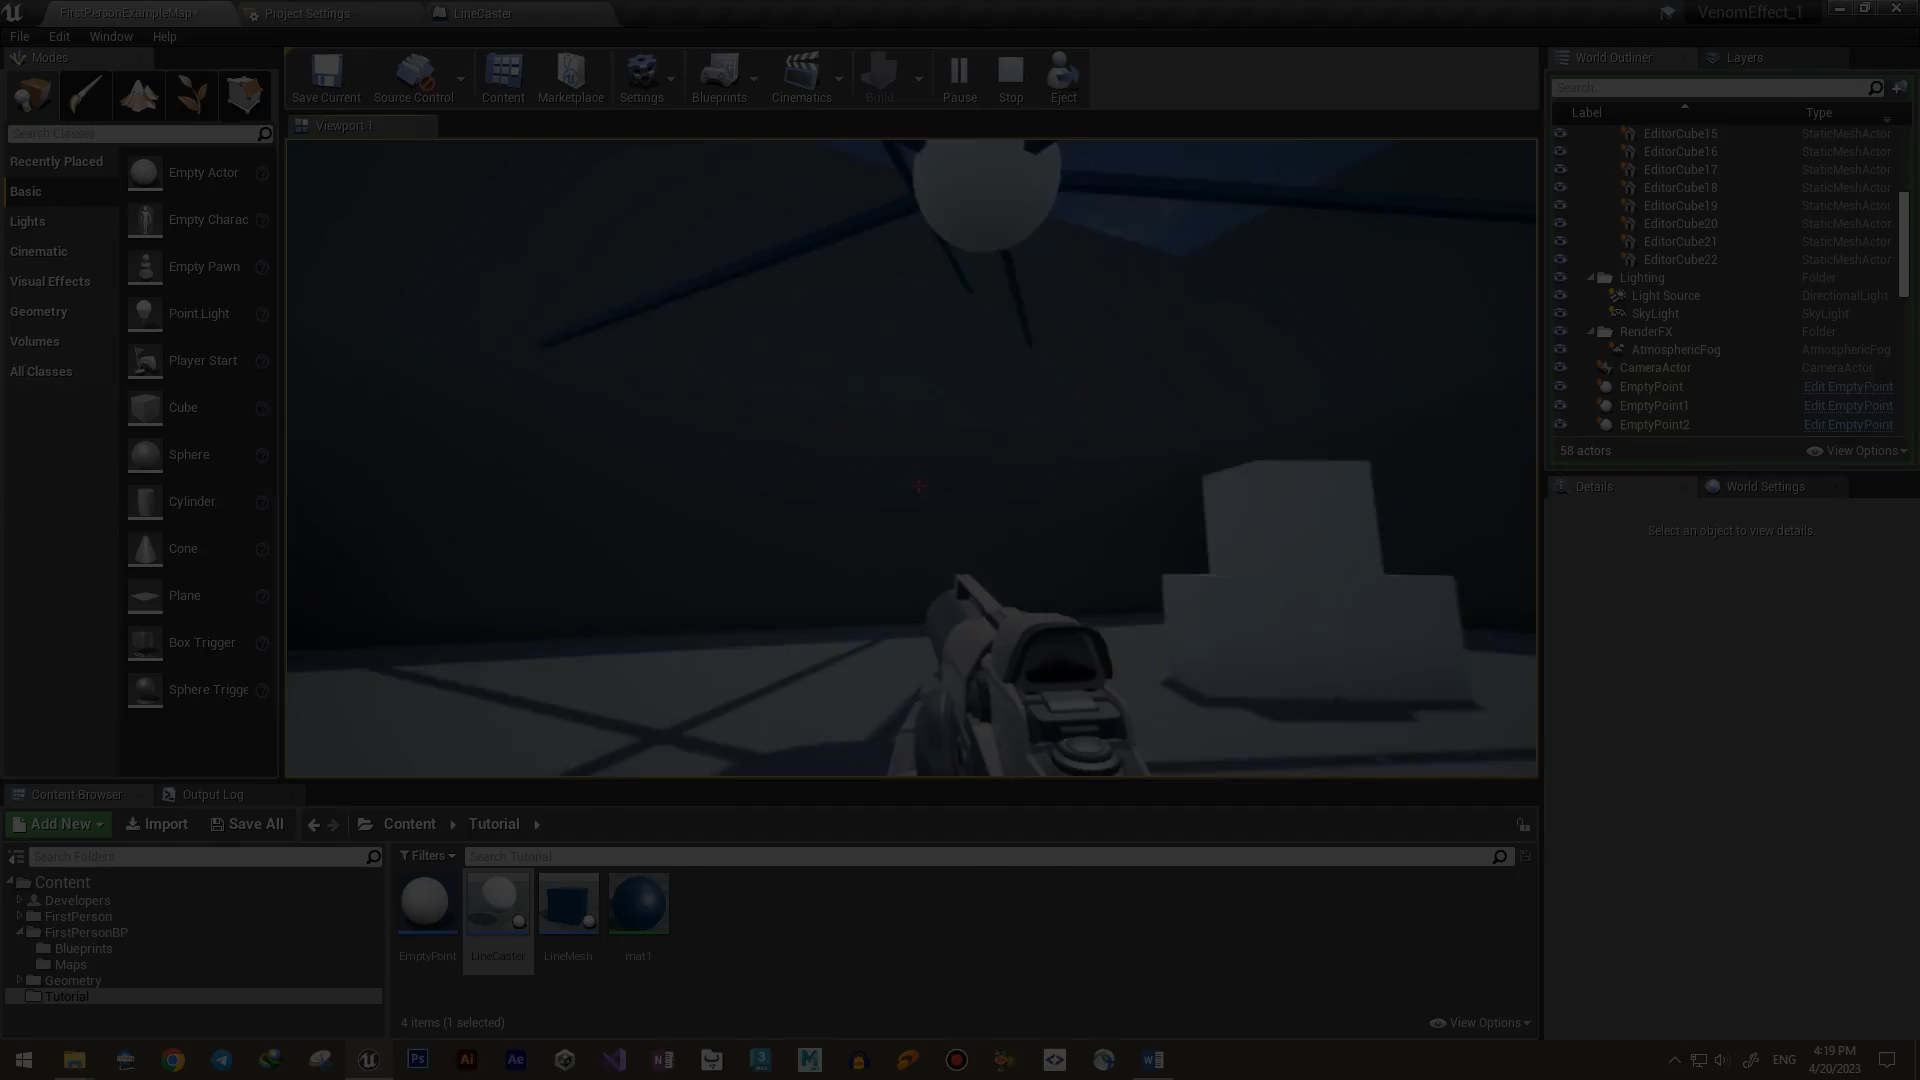 FirstPersonExampleMap*
Project Settings
LineCaster
VenomEffect_1
File Edit Window Help
Modes
Save Current
Source Control
Content
Marketplace
Settings
Blueprints
Cinematics
Build
Pause
Stop
Eject
Search Classes
Recently Placed
Basic
Lights
Cinematic
Visual Effects
Geometry
Volumes
All Classes
Empty Actor
Empty Charac
Empty Pawn
Point Light
Player Start
Cube
Sphere
Cylinder
Cone
Plane
Box Trigger
Sphere Trigge
Viewport 1
World Outliner
Layers
Search...
Label Type
EditorCube15 StaticMeshActor
EditorCube16 StaticMeshActor
EditorCube17 StaticMeshActor
EditorCube18 StaticMeshActor
EditorCube19 StaticMeshActor
EditorCube20 StaticMeshActor
EditorCube21 StaticMeshActor
EditorCube22 StaticMeshActor
Lighting Folder
Light Source DirectionalLight
SkyLight SkyLight
RenderFX Folder
AtmosphericFog AtmosphericFog
CameraActor CameraActor
EmptyPoint Edit EmptyPoint
EmptyPoint1 Edit EmptyPoint
EmptyPoint2 Edit EmptyPoint
58 actors
View Options
Details
World Settings
Select an object to view details.
Content Browser
Output Log
Add New
Import
Save All
Content
Tutorial
Search Folders
Content
Developers
FirstPerson
FirstPersonBP
Blueprints
Maps
Geometry
Tutorial
Filters
Search Tutorial
EmptyPoint
LineCaster
LineMesh
mat1
4 items (1 selected)
View Options
Ps
Ai
Ae
3
M
ENG
4:19 PM
4/20/2023